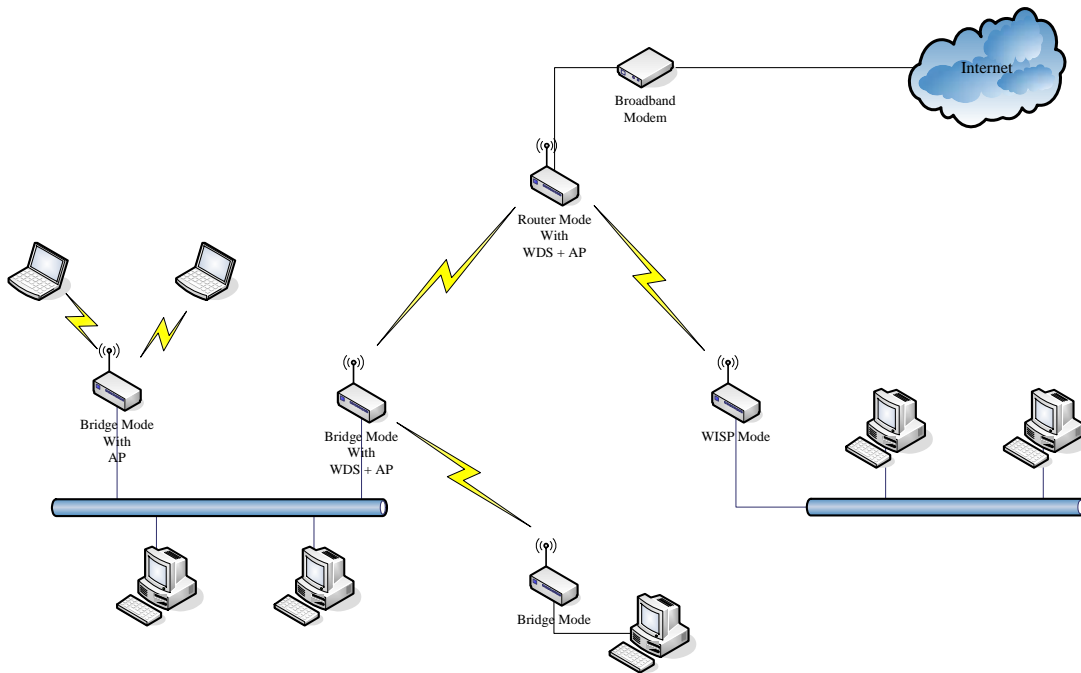 Internet
Broadband
Modem
Router Mode
With
WDS + AP
Bridge Mode
With
AP
Bridge Mode
With
WDS + AP
WISP Mode
Bridge Mode